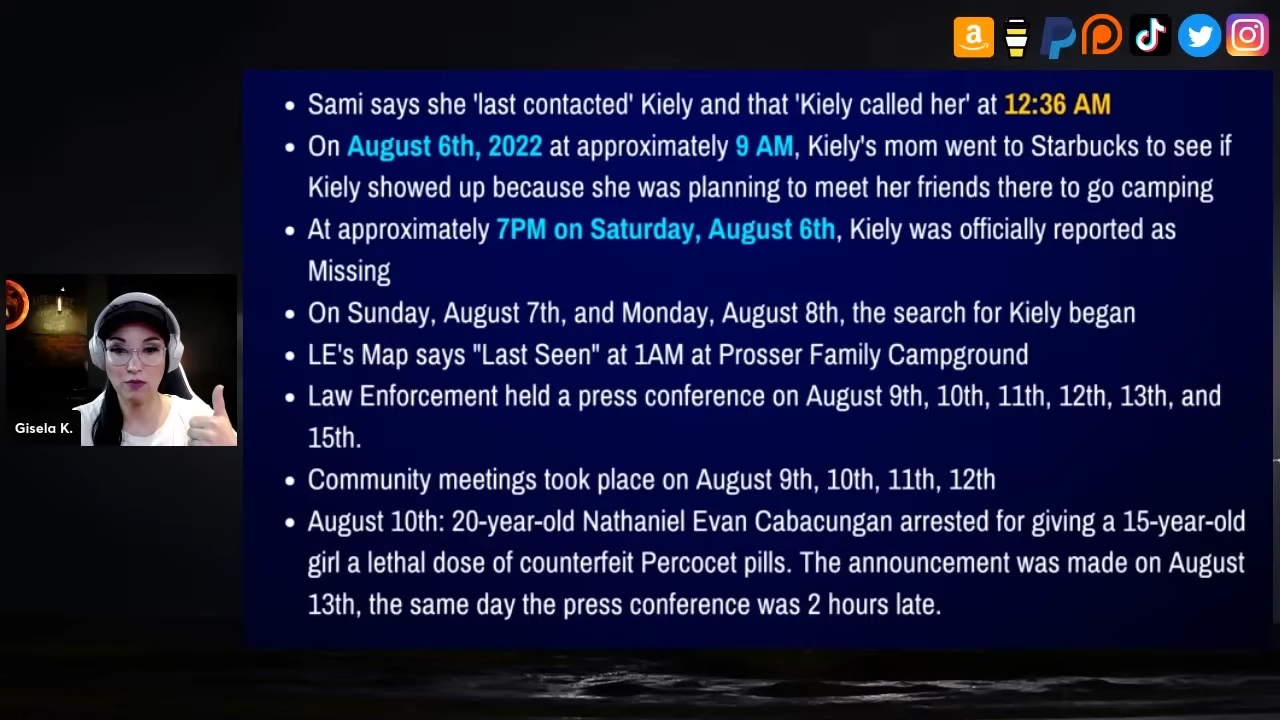 • Sami says she 'last contacted' Kiely and that 'Kiely called her' at 12:36 AM
• On August 6th, 2022 at approximately 9 AM, Kiely's mom went to Starbucks to see if
Kiely showed up because she was planning to meet her friends there to go camping
• At approximately 7PM on Saturday, August 6th, Kiely was officially reported as
Missing
• On Sunday, August 7th, and Monday, August 8th, the search for Kiely began
• LE's Map says "Last Seen" at 1AM at Prosser Family Campground
• Law Enforcement held a press conference on August 9th, 10th, 11th, 12th, 13th, and
15th.
• Community meetings took place on August 9th, 10th, 11th, 12th
• August 10th: 20-year-old Nathaniel Evan Cabacungan arrested for giving a 15-year-old
girl a lethal dose of counterfeit Percocet pills. The announcement was made on August
13th, the same day the press conference was 2 hours late.
Gisela K.